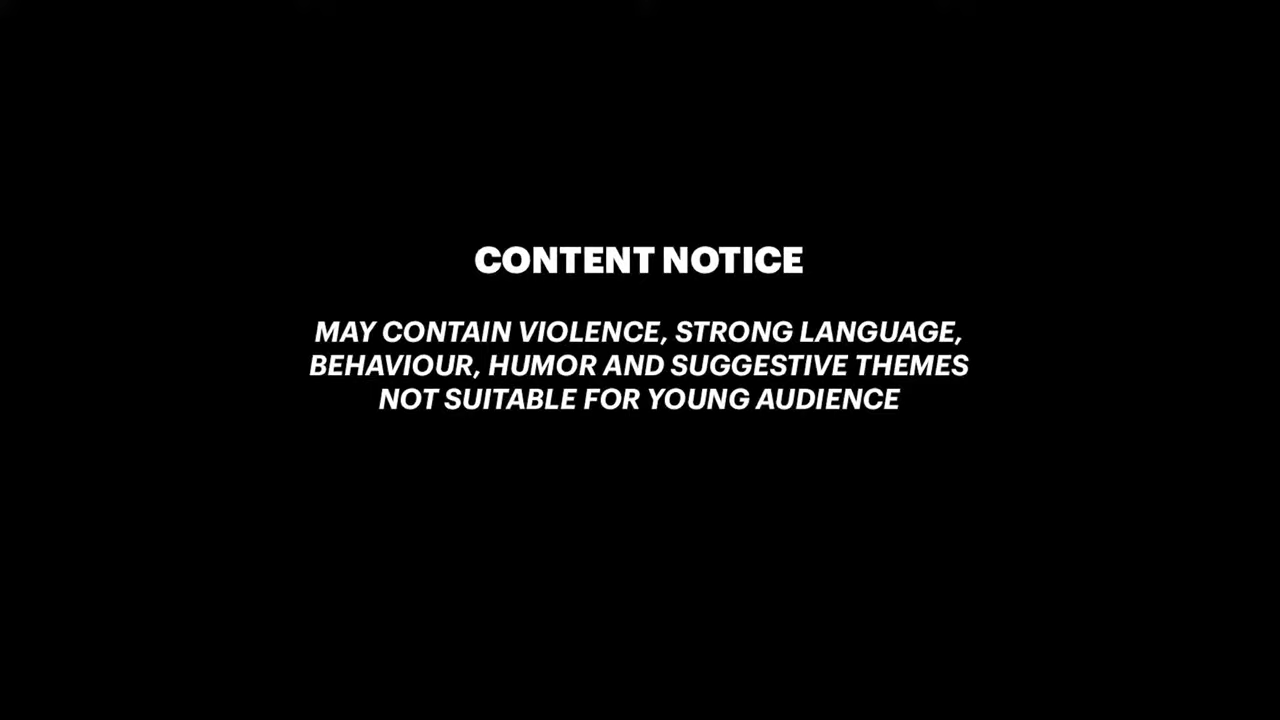 CONTENT NOTICE
MAY CONTAIN VIOLENCE, STRONG LANGUAGE,
BEHAVIOUR, HUMOR AND SUGGESTIVE THEMES
NOT SUITABLE FOR YOUNG AUDIENCE